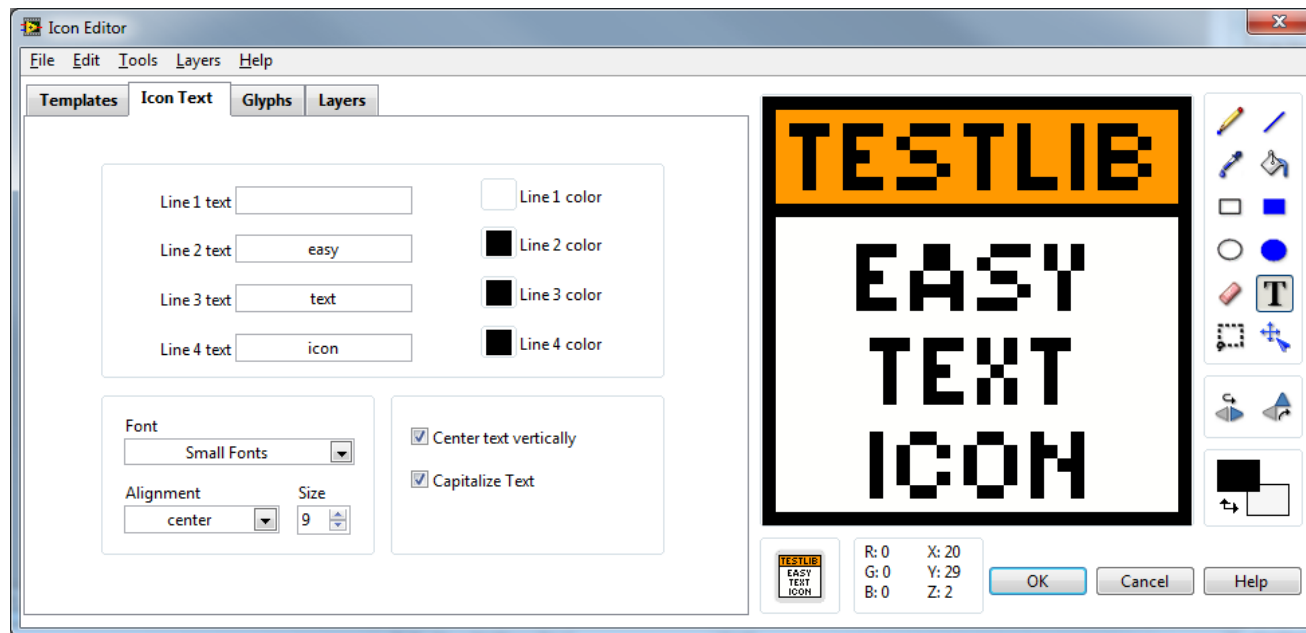 Icon Editor
File Edit Tools Layers Help
Templates Icon Text Glyphs Layers
Line 1 text Line 1 color
Line 2 text easy Line 2 color
Line 3 text text Line 3 color
Line 4 text icon Line 4 color
Font
Small Fonts
Alignment Size
center 9
Center text vertically
Capitalize Text
TESTLIB
EASY
TEXT
ICON
T
TESTLIB
EASY
TEXT
ICON
R: 0 X: 20
G: 0 Y: 29
B: 0 Z: 2
OK Cancel Help